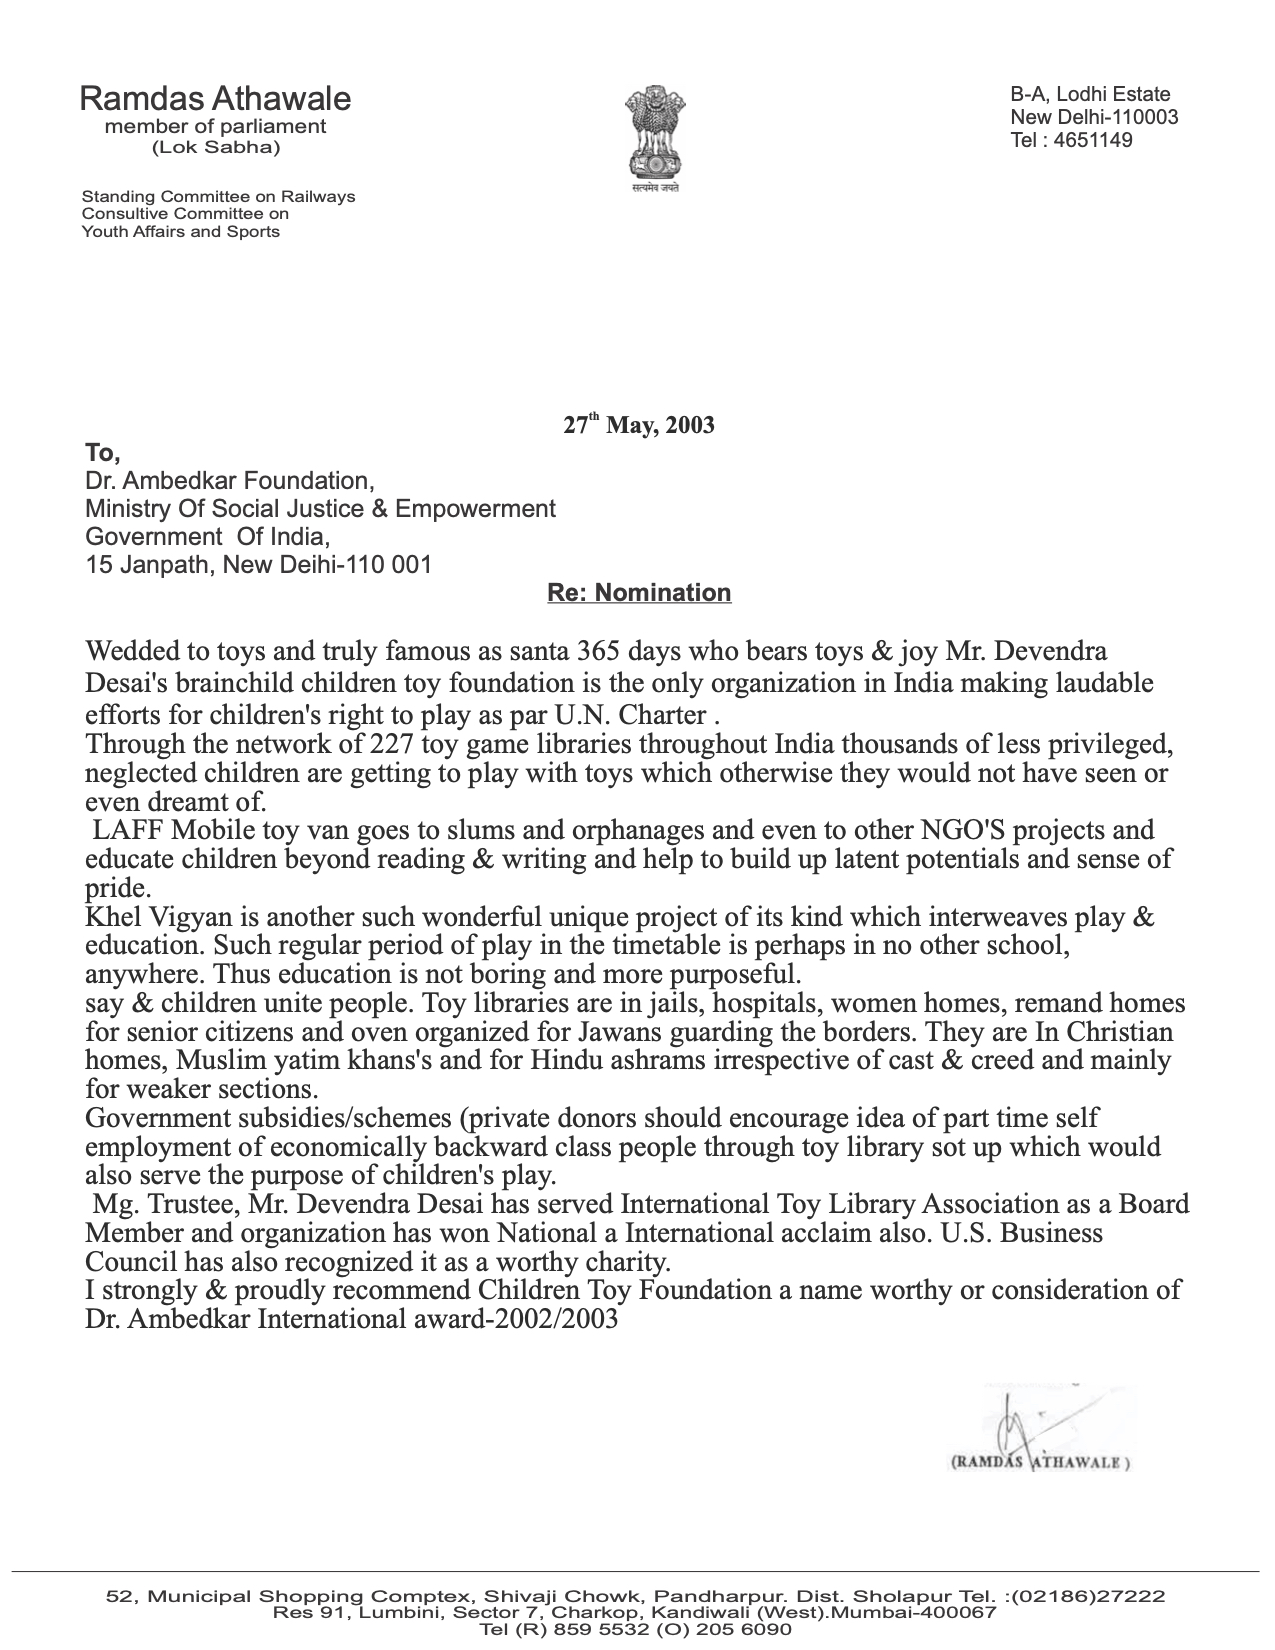 Ramdas Athawale
member of parliament
(Lok Sabha)
Standing Committee on Railways
Consultive Committee on
Youth Affairs and Sports
सत्यमेव जयते
B-A, Lodhi Estate
New Delhi-110003
Tel : 4651149
27th May, 2003
To,
Dr. Ambedkar Foundation,
Ministry Of Social Justice & Empowerment
Government Of India,
15 Janpath, New Deihi-110 001
Re: Nomination
Wedded to toys and truly famous as santa 365 days who bears toys & joy Mr. Devendra
Desai's brainchild children toy foundation is the only organization in India making laudable
efforts for children's right to play as par U.N. Charter .
Through the network of 227 toy game libraries throughout India thousands of less privileged,
neglected children are getting to play with toys which otherwise they would not have seen or
even dreamt of.
LAFF Mobile toy van goes to slums and orphanages and even to other NGO'S projects and
educate children beyond reading & writing and help to build up latent potentials and sense of
pride.
Khel Vigyan is another such wonderful unique project of its kind which interweaves play &
education. Such regular period of play in the timetable is perhaps in no other school,
anywhere. Thus education is not boring and more purposeful.
say & children unite people. Toy libraries are in jails, hospitals, women homes, remand homes
for senior citizens and oven organized for Jawans guarding the borders. They are In Christian
homes, Muslim yatim khans's and for Hindu ashrams irrespective of cast & creed and mainly
for weaker sections.
Government subsidies/schemes (private donors should encourage idea of part time self
employment of economically backward class people through toy library sot up which would
also serve the purpose of children's play.
Mg. Trustee, Mr. Devendra Desai has served International Toy Library Association as a Board
Member and organization has won National a International acclaim also. U.S. Business
Council has also recognized it as a worthy charity.
I strongly & proudly recommend Children Toy Foundation a name worthy or consideration of
Dr. Ambedkar International award-2002/2003
(RAMDAS ATHAWALE )
52, Municipal Shopping Comptex, Shivaji Chowk, Pandharpur. Dist. Sholapur Tel. :(02186)27222
Res 91, Lumbini, Sector 7, Charkop, Kandiwali (West).Mumbai-400067
Tel (R) 859 5532 (O) 205 6090